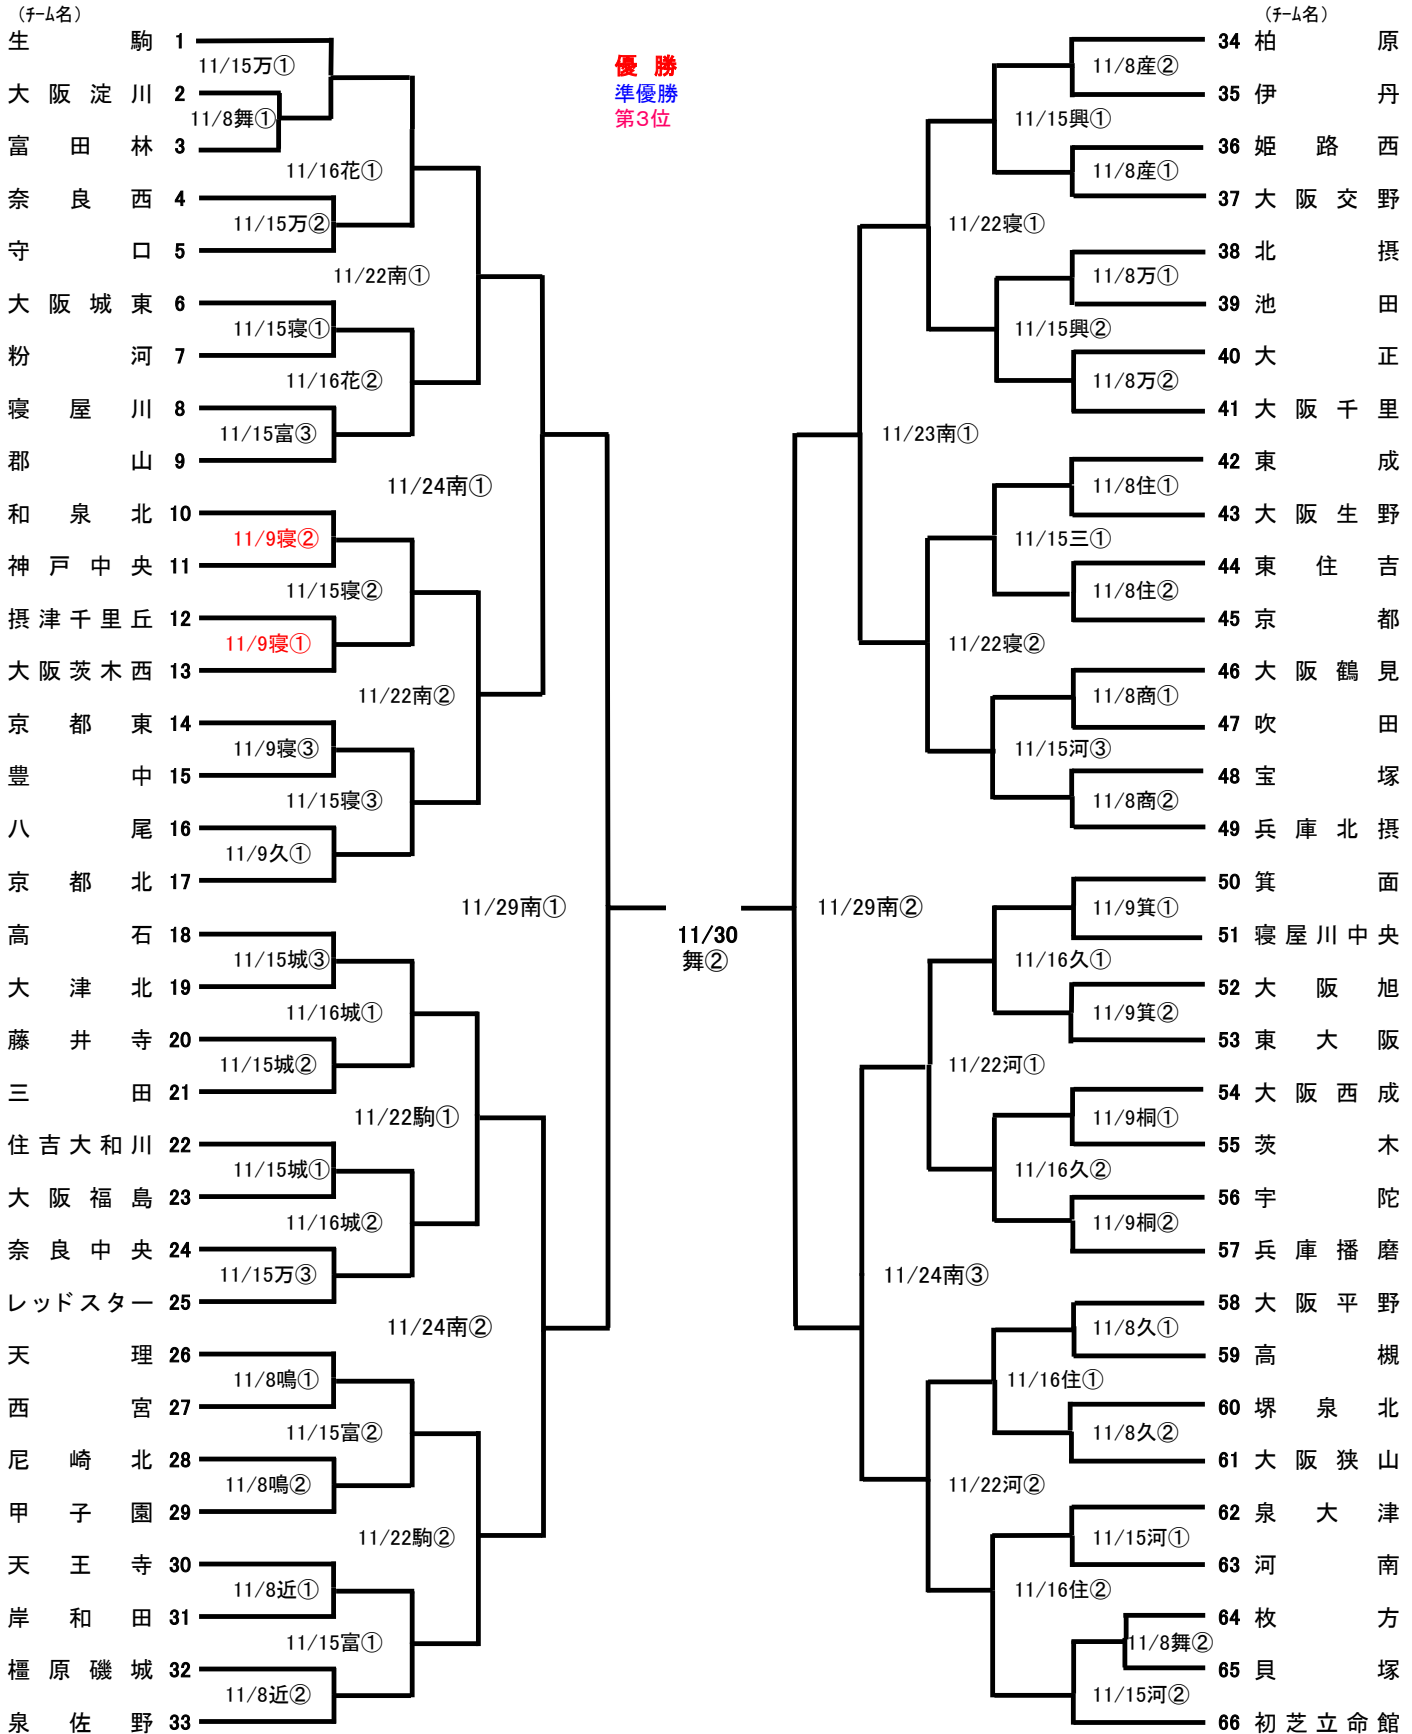 (ﾁｰﾑ名)
生駒 1
11/15万①
大阪淀川 2
11/8舞①
富田林 3
11/16花①
奈良西 4
11/15万②
守口 5
11/22南①
大阪城東 6
11/15寝①
粉河 7
11/16花②
寝屋川 8
11/15富③
郡山 9
11/24南①
和泉北 10
11/9寝②
神戸中央 11
11/15寝②
摂津千里丘 12
11/9寝①
大阪茨木西 13
11/22南②
京都東 14
11/9寝③
豊中 15
11/15寝③
八尾 16
11/9久①
京都北 17
11/29南①
高石 18
11/15城③
大津北 19
11/16城①
藤井寺 20
11/15城②
三田 21
11/22駒①
住吉大和川 22
11/15城①
大阪福島 23
11/16城②
奈良中央 24
11/15万③
レッドスター 25
11/24南②
天理 26
11/8鳴①
西宮 27
11/15富②
尼崎北 28
11/8鳴②
甲子園 29
11/22駒②
天王寺 30
11/8近①
岸和田 31
11/15富①
橿原磯城 32
11/8近②
泉佐野 33
優勝
準優勝
第3位
11/30
舞②
(ﾁｰﾑ名)
34 柏原
11/8産②
35 伊丹
11/15興①
36 姫路西
11/8産①
37 大阪交野
11/22寝①
38 北摂
11/8万①
39 池田
11/15興②
40 大正
11/8万②
41 大阪千里
11/23南①
42 東成
11/8住①
43 大阪生野
11/15三①
44 東住吉
11/8住②
45 京都
11/22寝②
46 大阪鶴見
11/8商①
47 吹田
11/15河③
48 宝塚
11/8商②
49 兵庫北摂
50 箕面
11/29南②
11/9箕①
51 寝屋川中央
11/16久①
52 大阪旭
11/9箕②
53 東大阪
11/22河①
54 大阪西成
11/9桐①
55 茨木
11/16久②
56 宇陀
11/9桐②
57 兵庫播磨
11/24南③
58 大阪平野
11/8久①
59 高槻
11/16住①
60 堺泉北
11/8久②
61 大阪狭山
11/22河②
62 泉大津
11/15河①
63 河南
11/16住②
64 枚方
11/8舞②
65 貝塚
11/15河②
66 初芝立命館